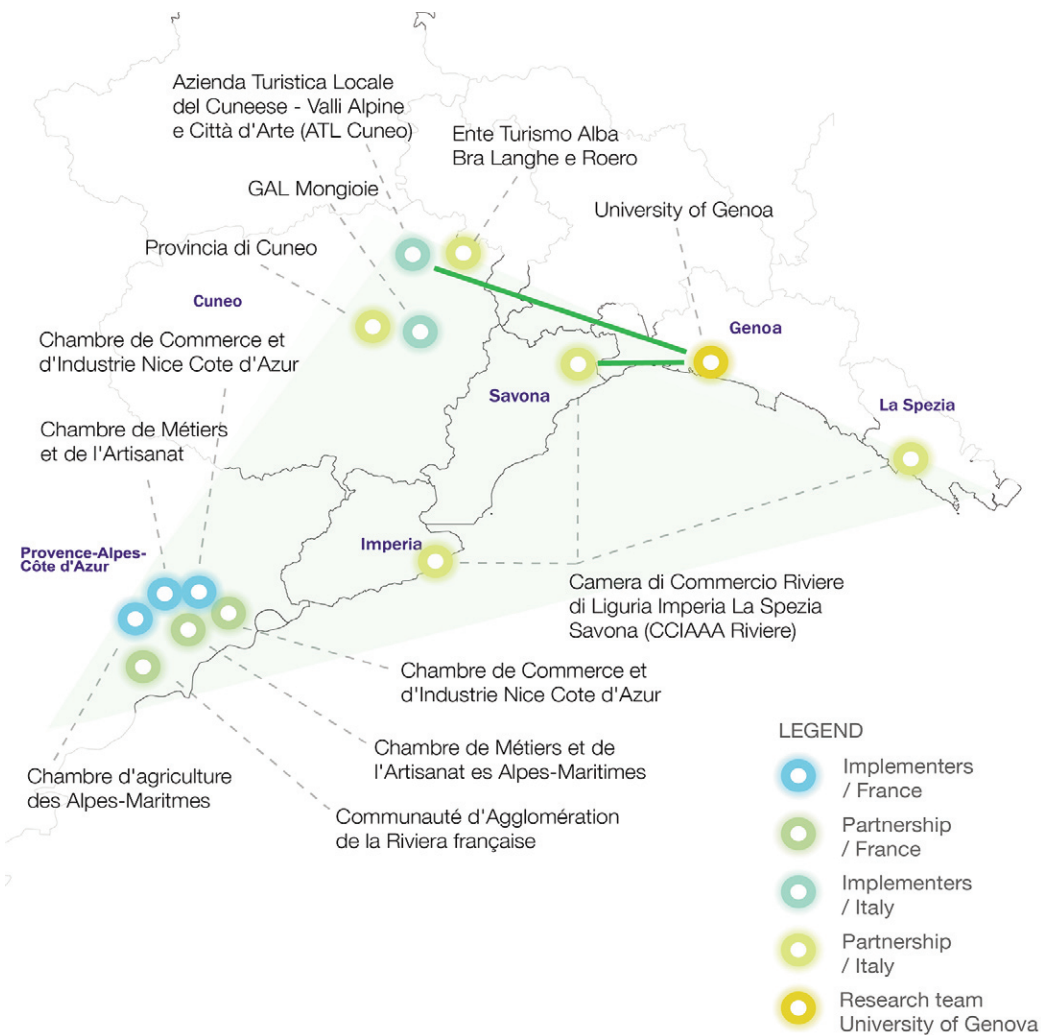 Azienda Turistica Locale
del Cuneese - Valli Alpine
e Città d'Arte (ATL Cuneo)
Ente Turismo Alba
Bra Langhe e Roero
GAL Mongioie
University of Genoa
Provincia di Cuneo
Cuneo
Chambre de Commerce et
d'Industrie Nice Cote d'Azur
Genoa
Savona
La Spezia
Chambre de Métiers
et de l'Artisanat
Imperia
Provence-Alpes-
Côte d'Azur
Camera di Commercio Riviere
di Liguria Imperia La Spezia
Savona (CCIAAA Riviere)
Chambre de Commerce et
d'Industrie Nice Cote d'Azur
Chambre de Métiers et de
l'Artisanat es Alpes-Maritimes
Chambre d'agriculture
des Alpes-Maritmes
Communauté d'Agglomération
de la Riviera française
LEGEND
Implementers
/ France
Partnership
/ France
Implementers
/ Italy
Partnership
/ Italy
Research team
University of Genova